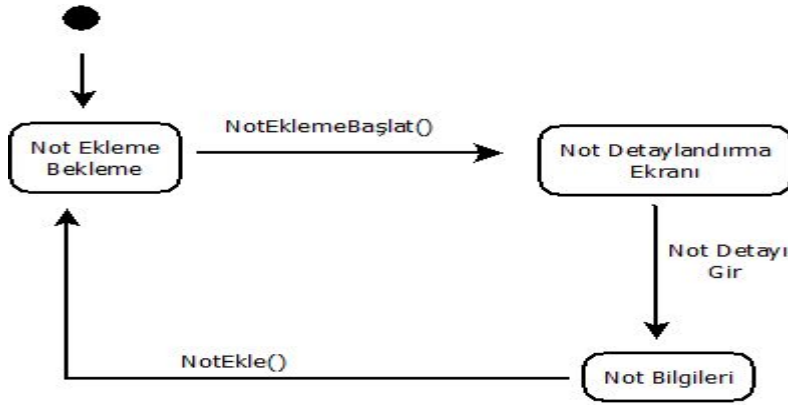 NotEklemeBaşlat()
Not Ekleme
Bekleme
Not Detaylandırma
Ekranı
Not Detayı
Gir
NotEkle()
Not Bilgileri